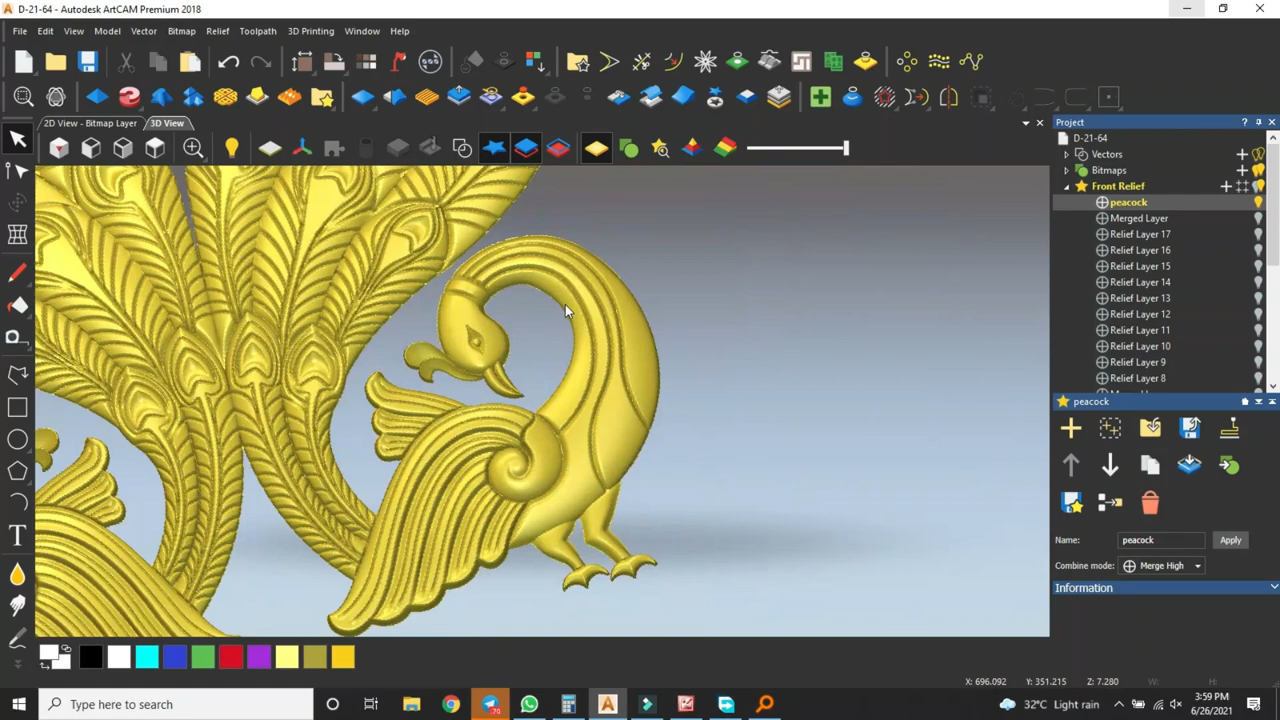 D-21-64 - Autodesk ArtCAM Premium 2018
File Edit View Model Vector Bitmap Relief Toolpath 3D Printing Window Help
2D View - Bitmap Layer 3D View
Project
D-21-64
Vectors
Bitmaps
Front Relief
peacock
Merged Layer
Relief Layer 17
Relief Layer 16
Relief Layer 15
Relief Layer 14
Relief Layer 13
Relief Layer 12
Relief Layer 11
Relief Layer 10
Relief Layer 9
Relief Layer 8
peacock
Name: peacock Apply
Combine mode: Merge High
Information
X: 696.092 Y: 351.215 Z: 7.280 W: H:
Type here to search
70
32°C Light rain
3:59 PM
6/26/2021